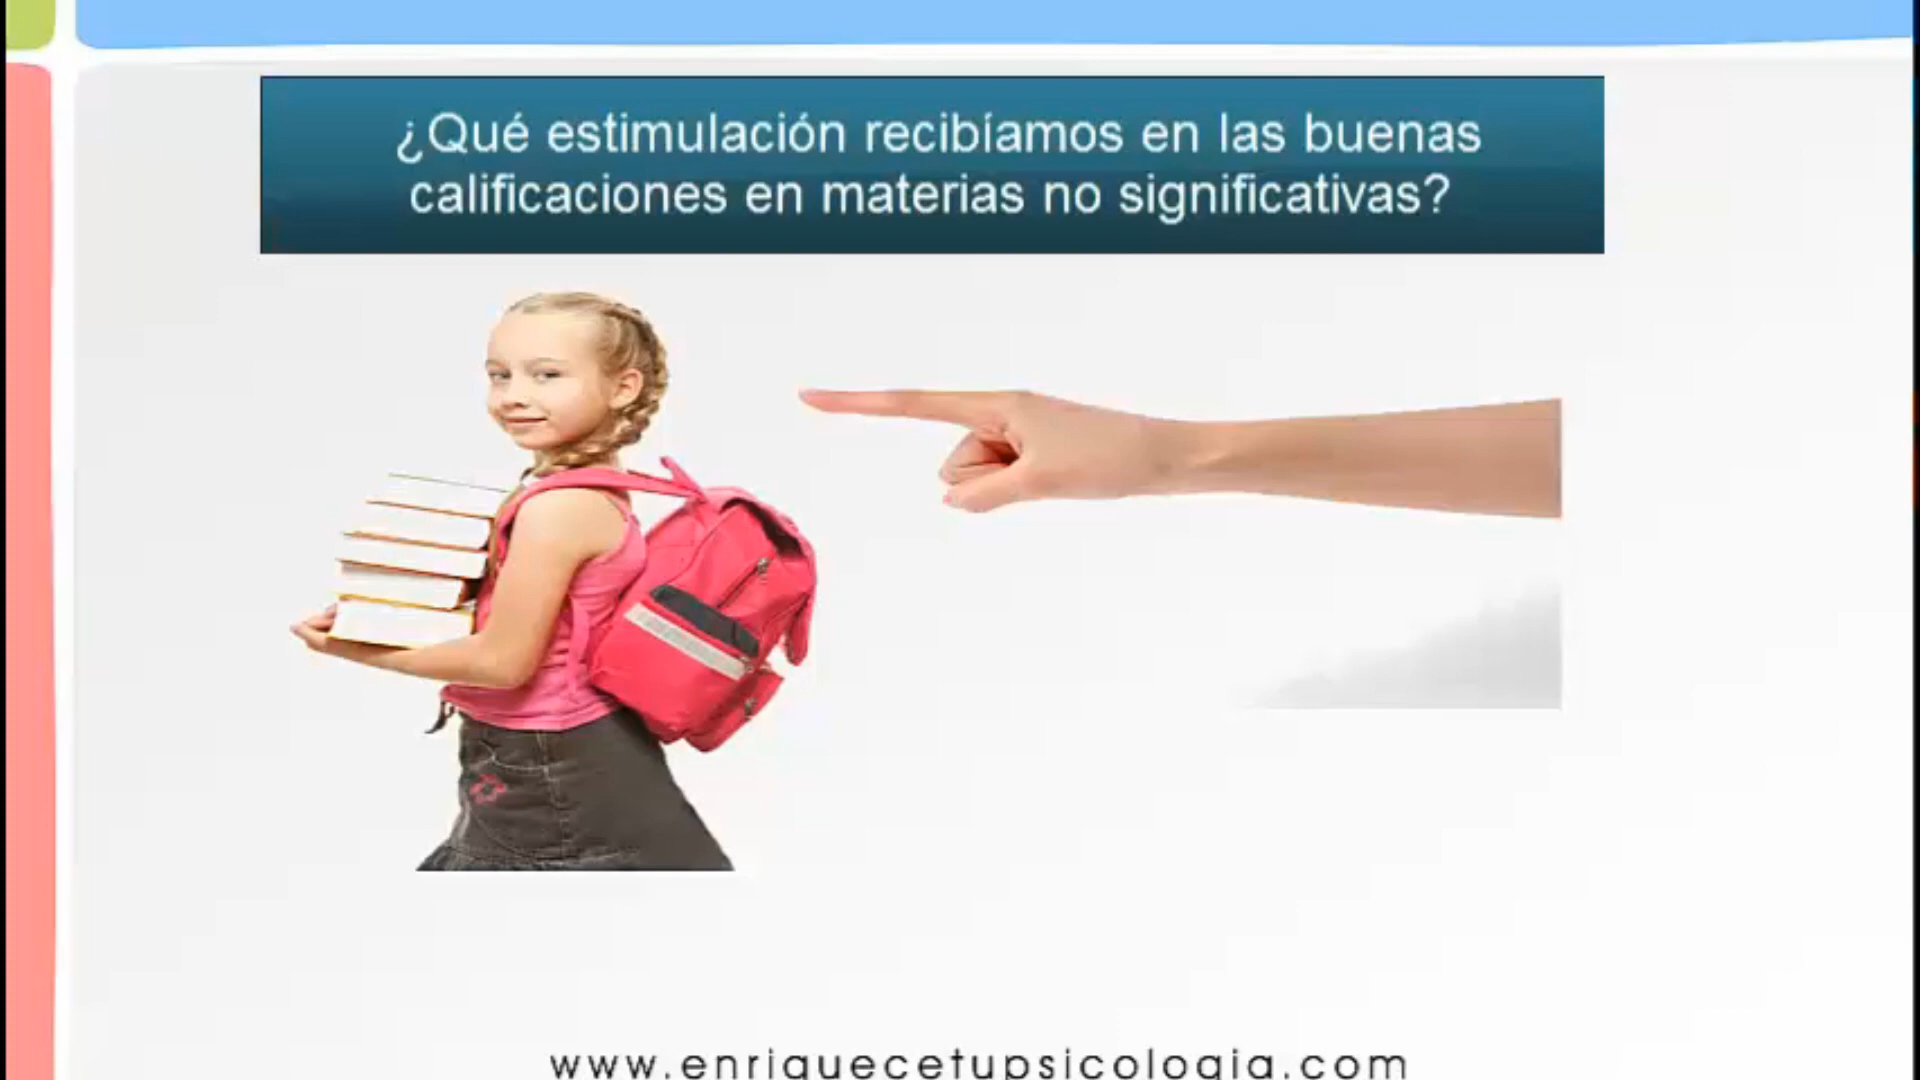 ¿Qué estimulación recibíamos en las buenas
calificaciones en materias no significativas?
www.enriquecetupsicologia.com